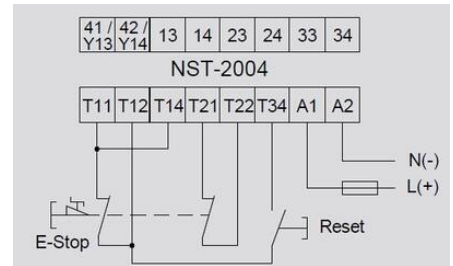 41/ 42/ 13 14 23 24 33 34
Y13 Y14
NST-2004
T11 T12 T14 T21 T22 T34 A1 A2
N(-)
L(+)
Reset
E-Stop